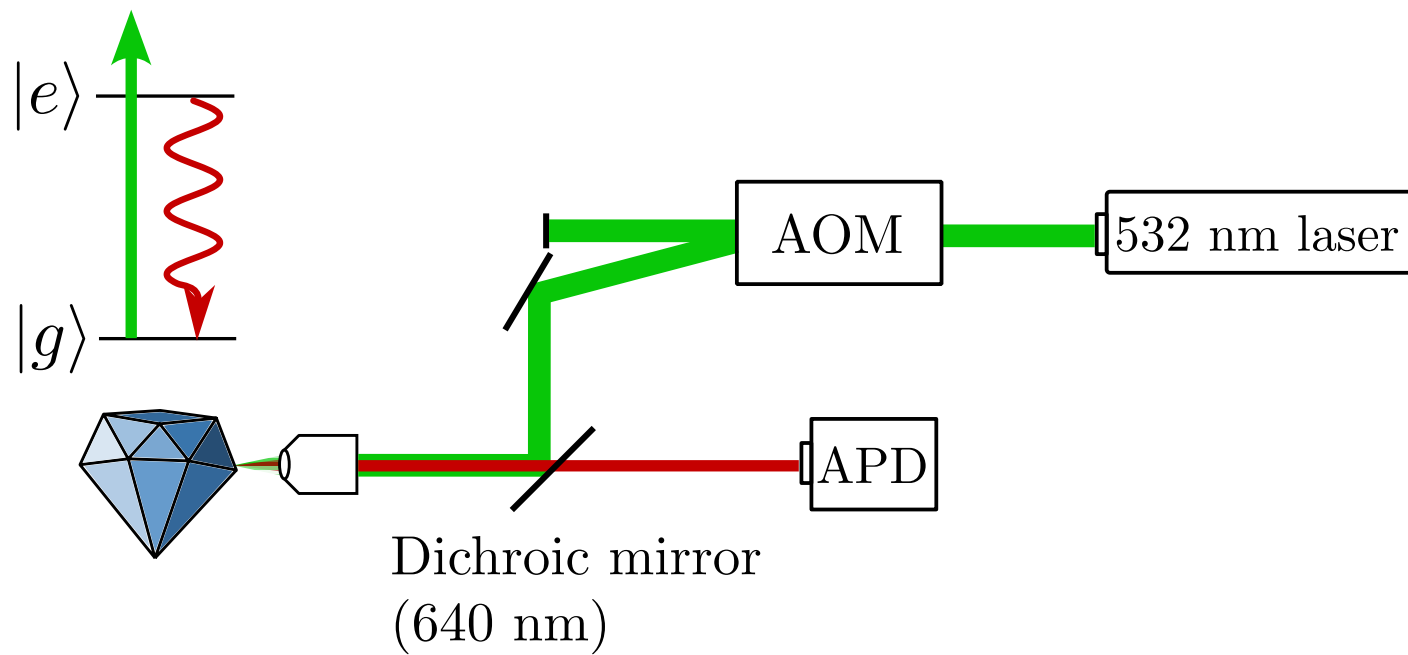 |e⟩
|g⟩
AOM
532 nm laser
APD
Dichroic mirror
(640 nm)